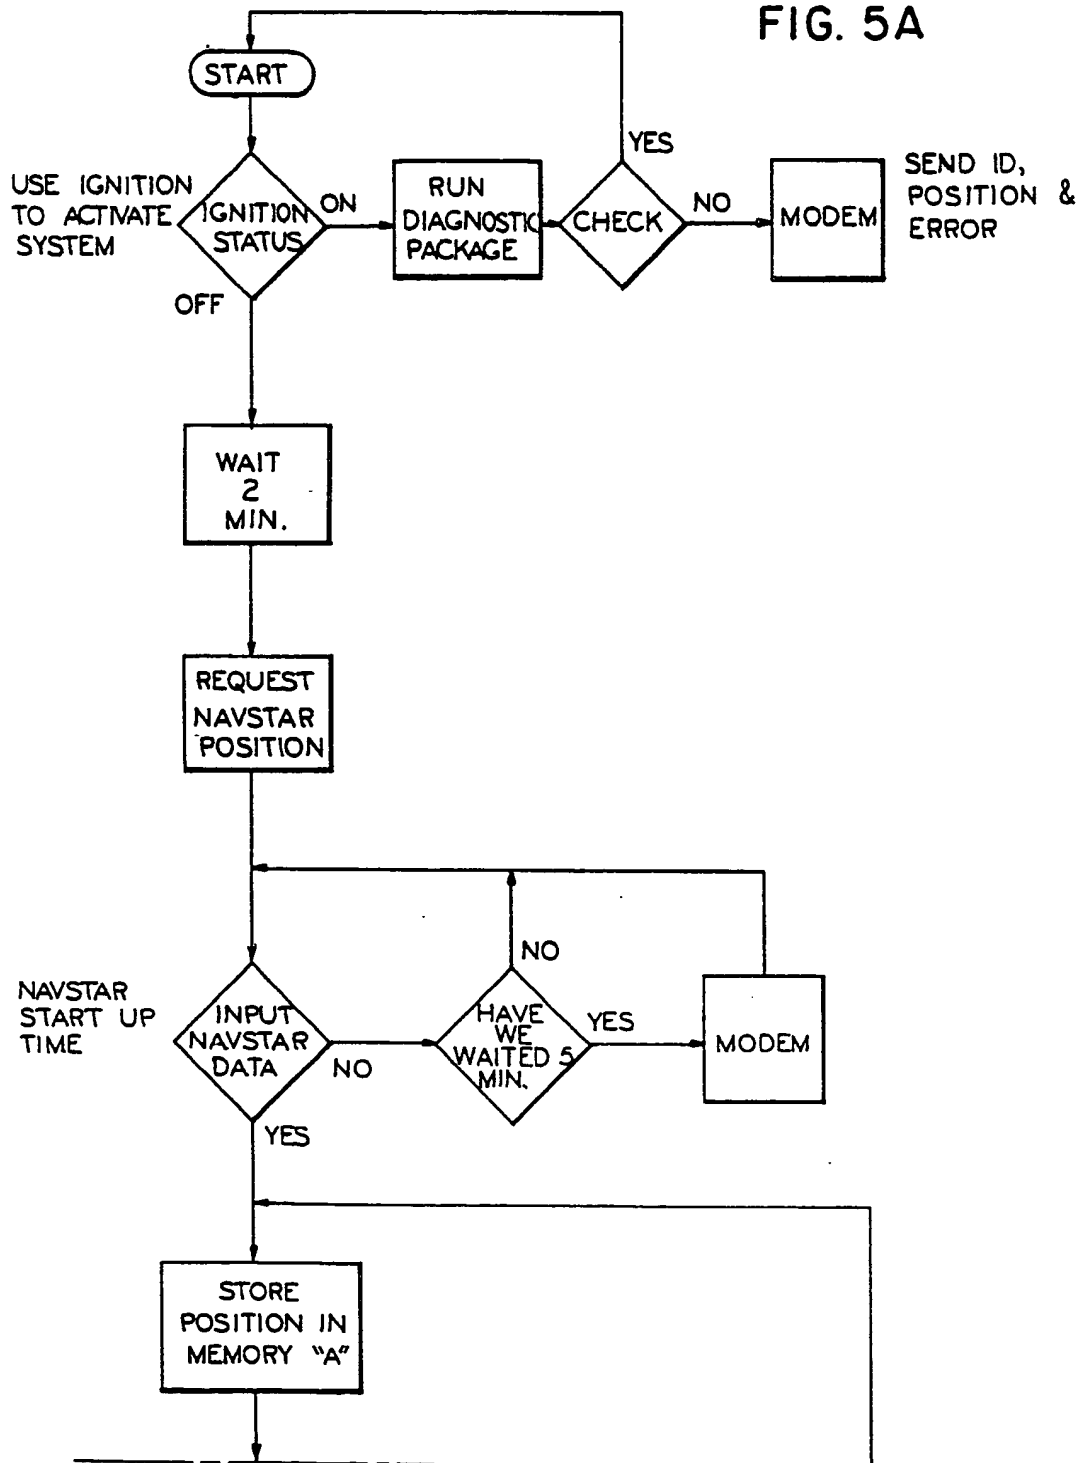 FIG. 5A
START
USE IGNITION
TO ACTIVATE
SYSTEM
IGNITION
STATUS
ON
OFF
RUN
DIAGNOSTIC
PACKAGE
CHECK
YES
NO
MODEM
SEND ID,
POSITION &
ERROR
WAIT
2
MIN.
REQUEST
NAVSTAR
POSITION
NAVSTAR
START UP
TIME
INPUT
NAVSTAR
DATA
NO
YES
HAVE
WE
WAITED 5
MIN.
NO
YES
MODEM
STORE
POSITION IN
MEMORY "A"